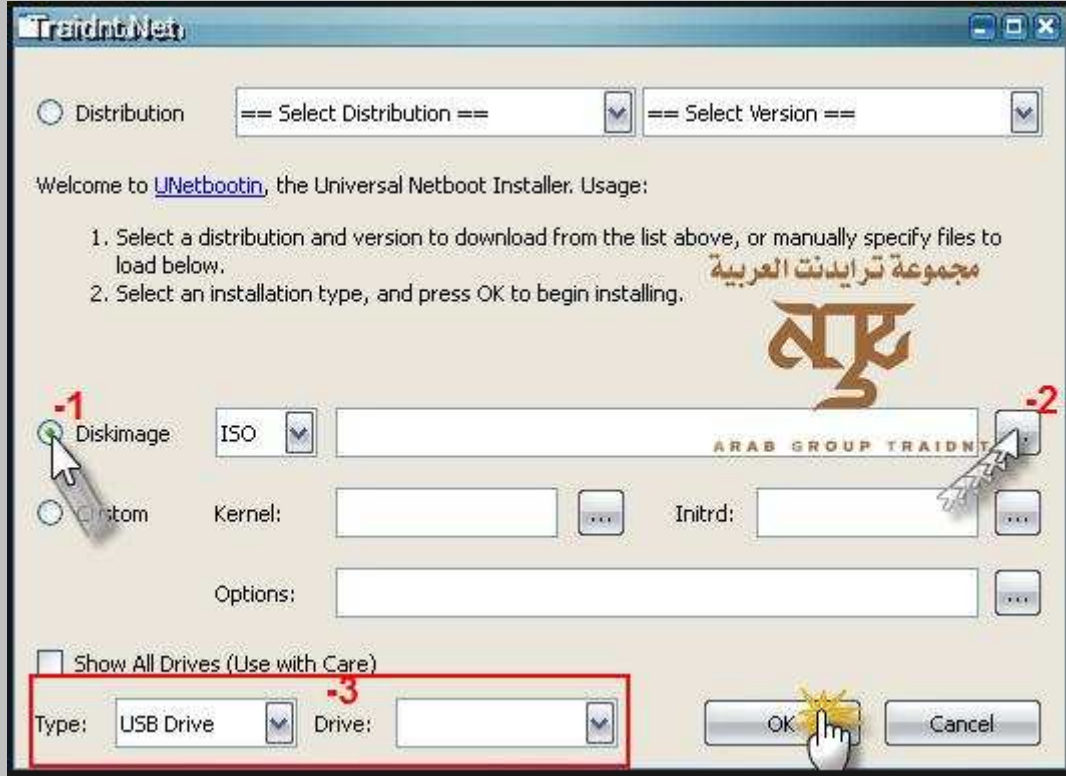 Traidnt.Net
Distribution == Select Distribution == == Select Version ==
Welcome to UNetbootin, the Universal Netboot Installer. Usage:
1. Select a distribution and version to download from the list above, or manually specify files to
load below.
2. Select an installation type, and press OK to begin installing.
مجموعة ترايدنت العربية
-1
-2
Diskimage ISO ...
ARAB GROUP TRAIDNT
Custom Kernel: ... Initrd: ...
Options: ...
Show All Drives (Use with Care)
-3
Type: USB Drive Drive: OK Cancel